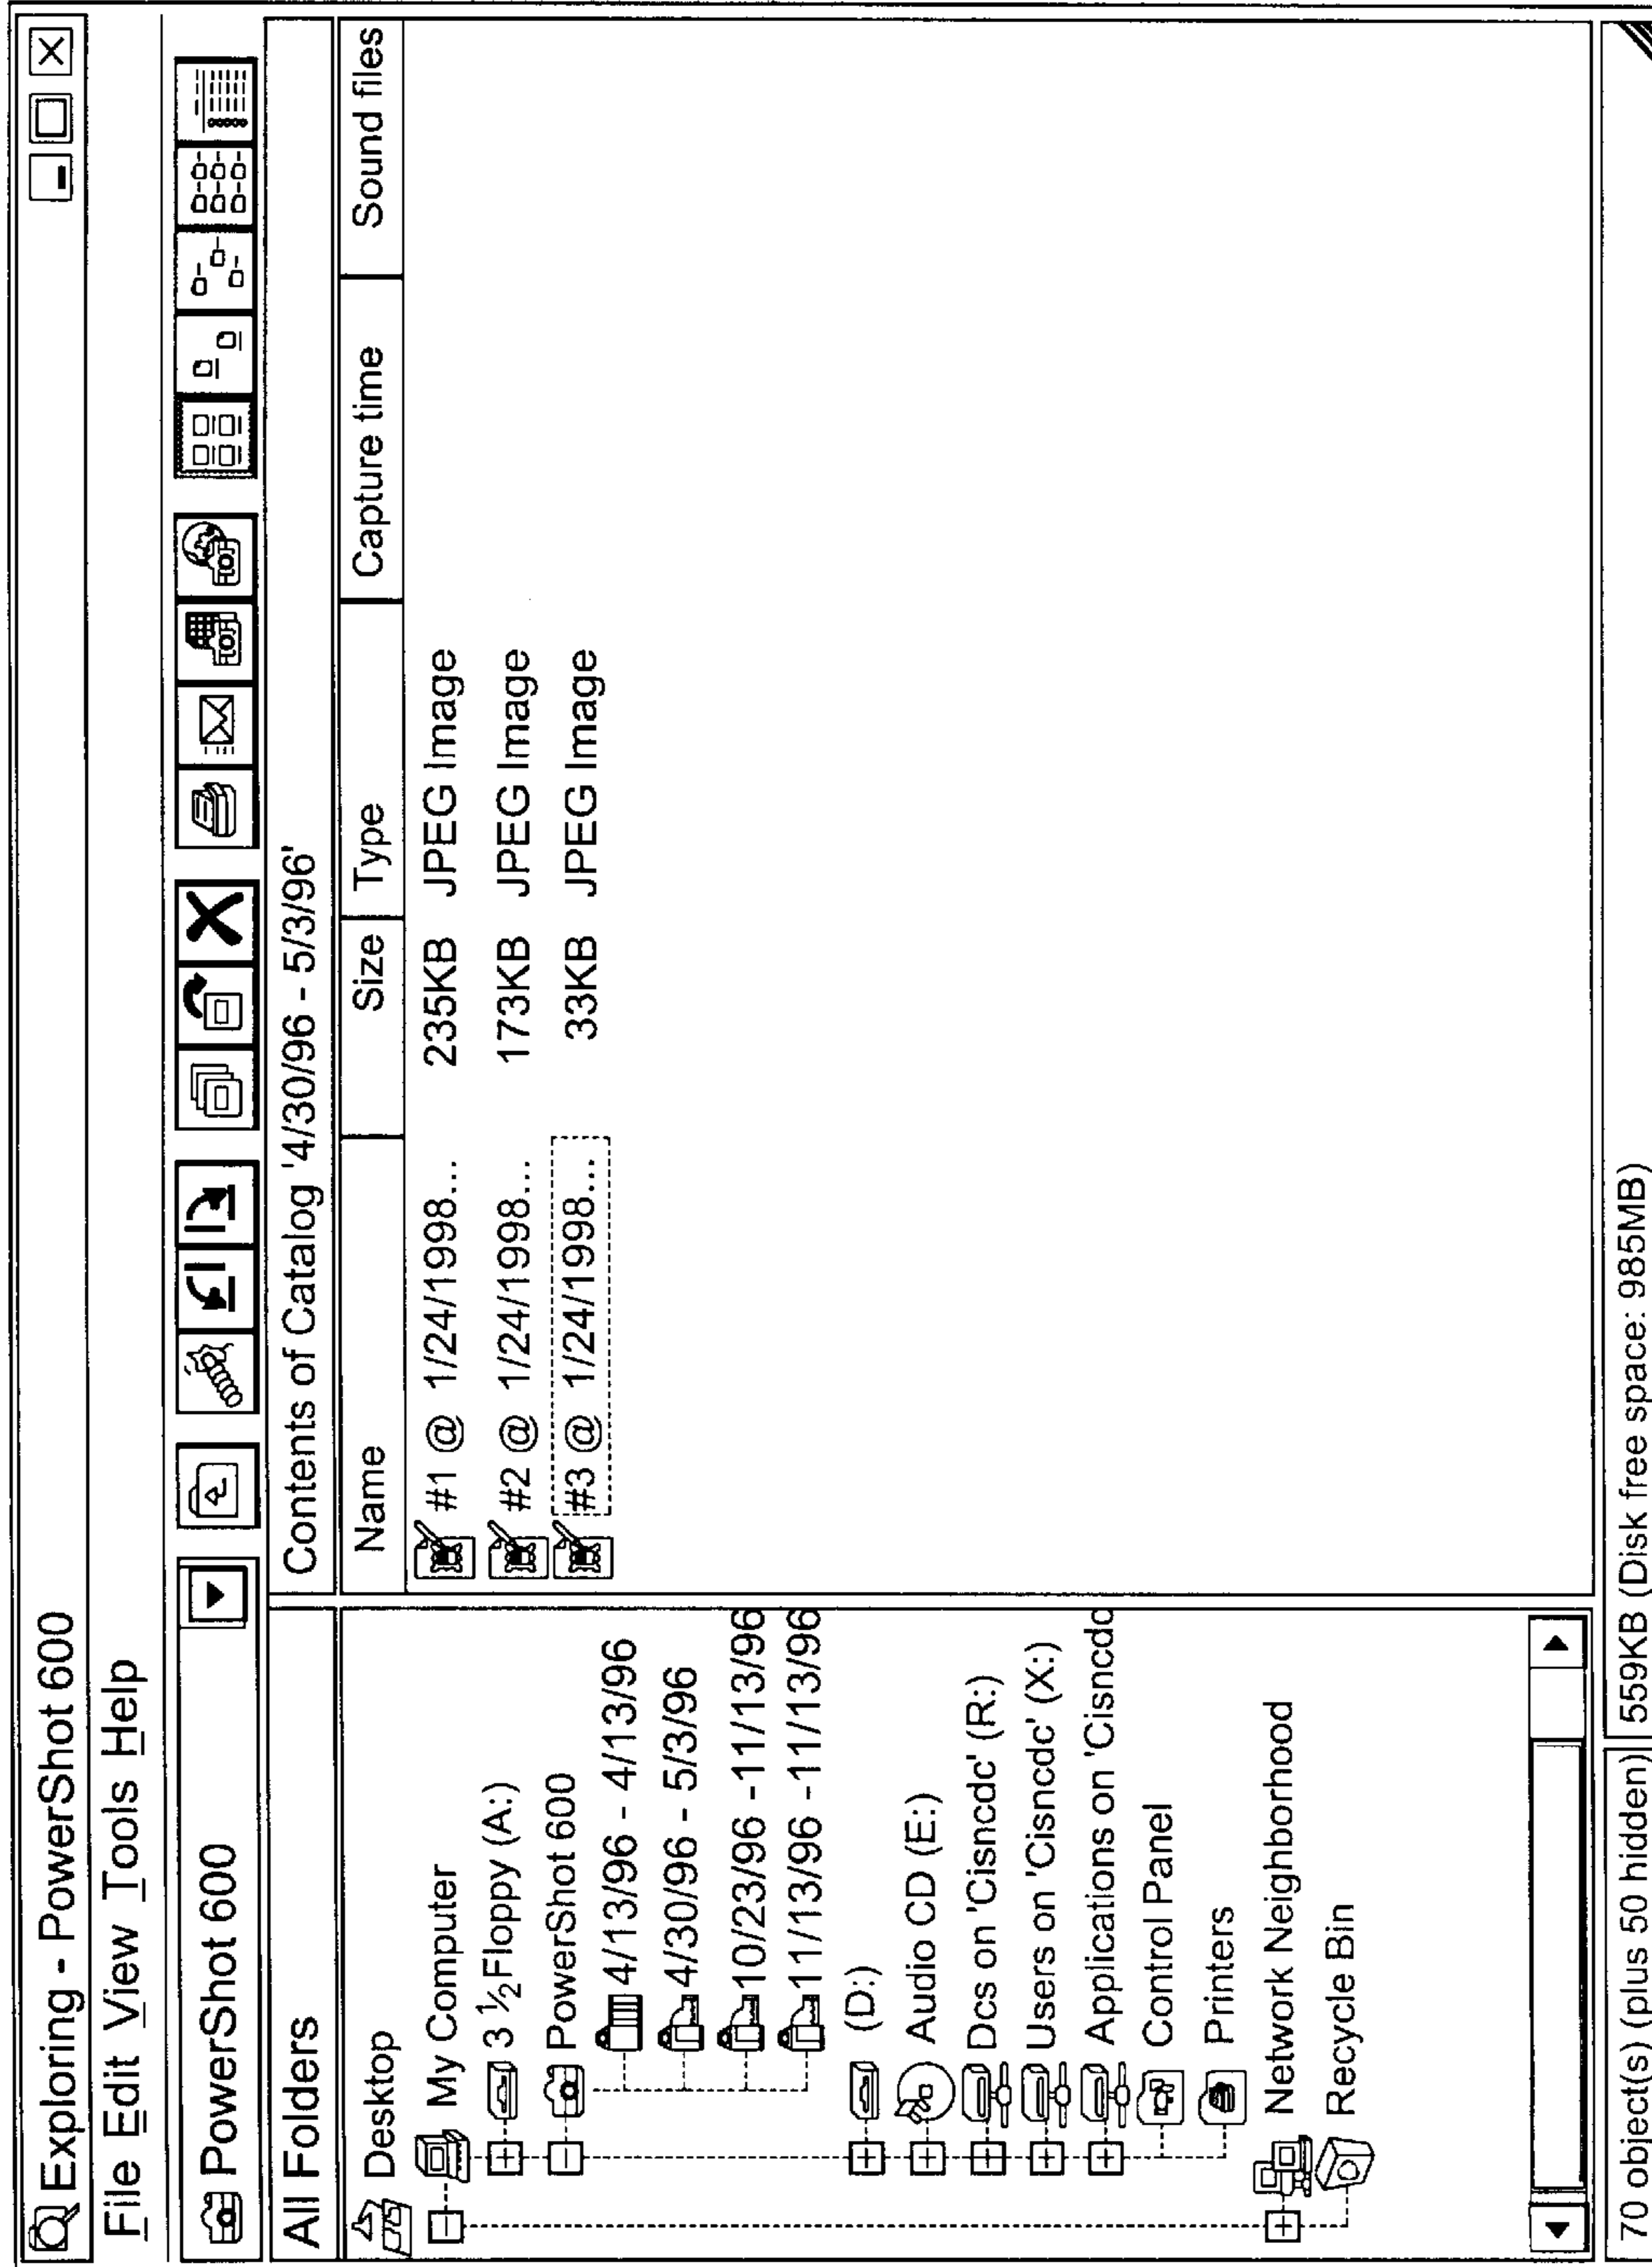 Exploring - PowerShot 600
File Edit View Tools Help
PowerShot 600
All Folders
Contents of Catalog '4/30/96 - 5/3/96'
Desktop
My Computer
3 ½ Floppy (A:)
PowerShot 600
4/13/96 - 4/13/96
4/30/96 - 5/3/96
10/23/96 -11/13/96
11/13/96 -11/13/96
(D:)
Audio CD (E:)
Dcs on 'Cisncdc' (R:)
Users on 'Cisncdc' (X:)
Applications on 'Cisncdc
Control Panel
Printers
Network Neighborhood
Recycle Bin
Name Size Type Capture time Sound files
#1 @ 1/24/1998... 235KB JPEG Image
#2 @ 1/24/1998... 173KB JPEG Image
#3 @ 1/24/1998... 33KB JPEG Image
70 object(s) (plus 50 hidden) 559KB (Disk free space: 985MB)